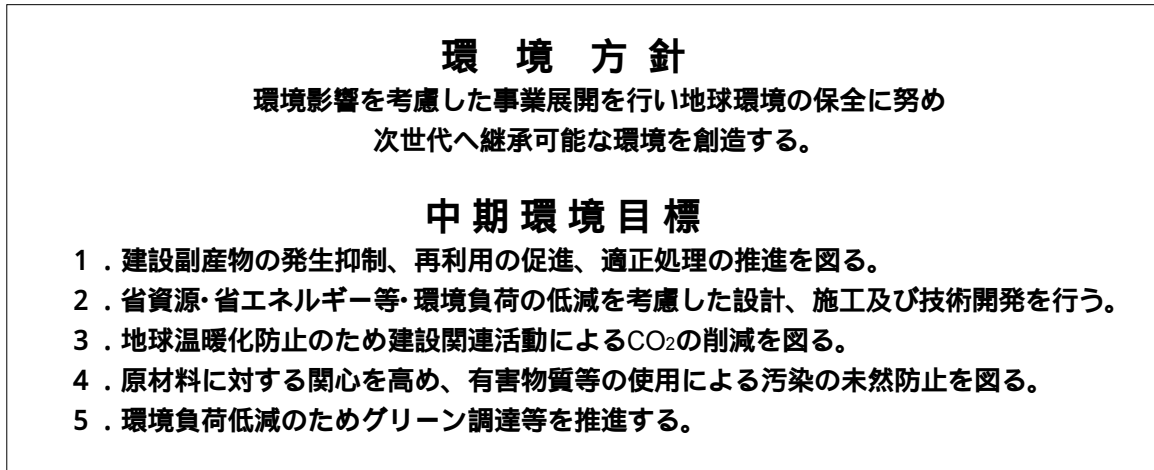 環 境 方 針
環境影響を考慮した事業展開を行い地球環境の保全に努め
次世代へ継承可能な環境を創造する。
中 期 環 境 目 標
1．建設副産物の発生抑制、再利用の促進、適正処理の推進を図る。
2．省資源･省エネルギー等･環境負荷の低減を考慮した設計、施工及び技術開発を行う。
3．地球温暖化防止のため建設関連活動によるCO₂の削減を図る。
4．原材料に対する関心を高め、有害物質等の使用による汚染の未然防止を図る。
5．環境負荷低減のためグリーン調達等を推進する。